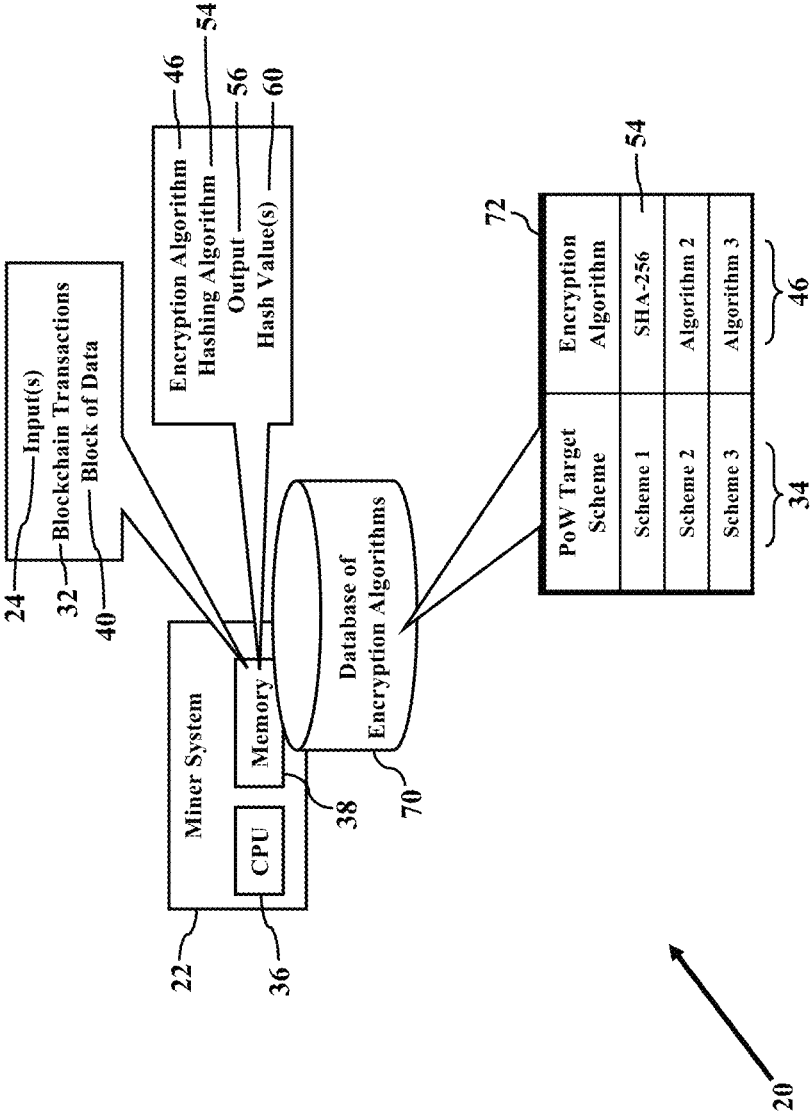 24 Input(s)
32 Blockchain Transactions
40 Block of Data
Encryption Algorithm 46
Hashing Algorithm 54
Output 56
Hash Value(s) 60
22
Miner System
CPU
Memory
36
38
Database of
Encryption Algorithms
70
72
PoW Target Scheme
Encryption Algorithm
Scheme 1
SHA-256
54
Scheme 2
Algorithm 2
Scheme 3
Algorithm 3
34
46
20